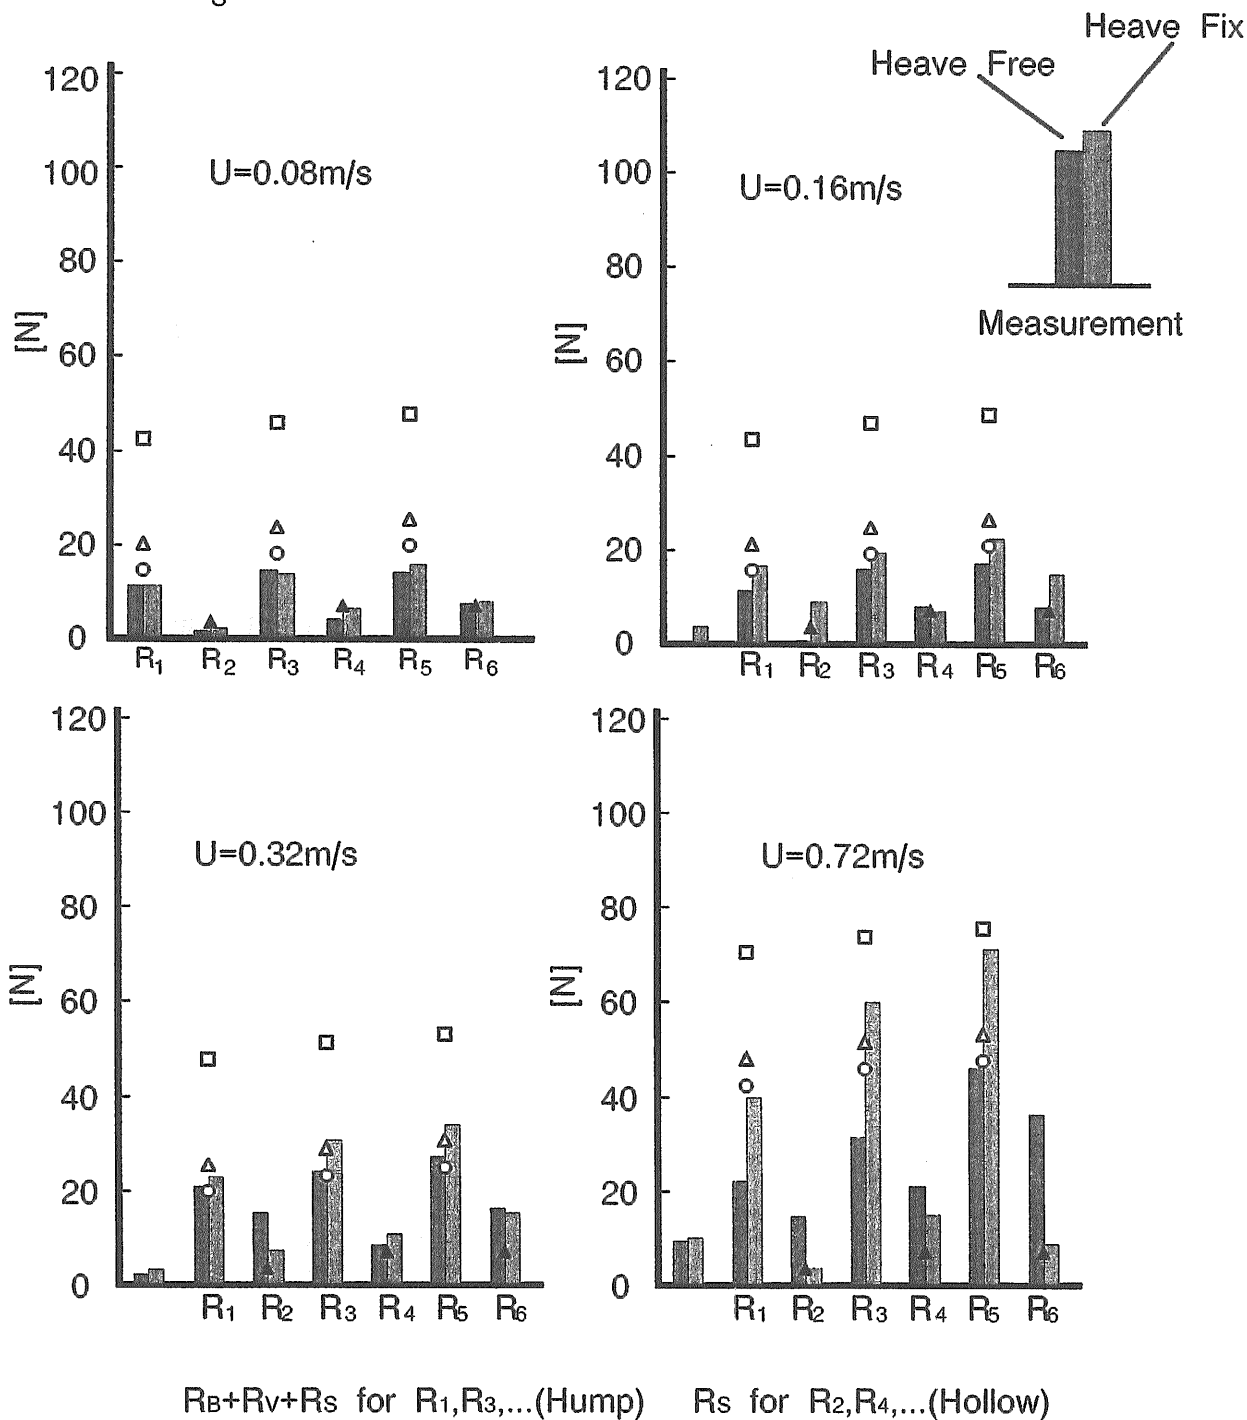 Heave Fix
Heave Free
Measurement
120
100
80
60
40
20
0
[N]
U=0.08m/s
R1 R2 R3 R4 R5 R6
120
100
80
60
40
20
0
[N]
U=0.16m/s
R1 R2 R3 R4 R5 R6
120
100
80
60
40
20
0
[N]
U=0.32m/s
R1 R2 R3 R4 R5 R6
120
100
80
60
40
20
0
[N]
U=0.72m/s
R1 R2 R3 R4 R5 R6
RB+RV+RS for R1,R3,...(Hump) RS for R2,R4,...(Hollow)